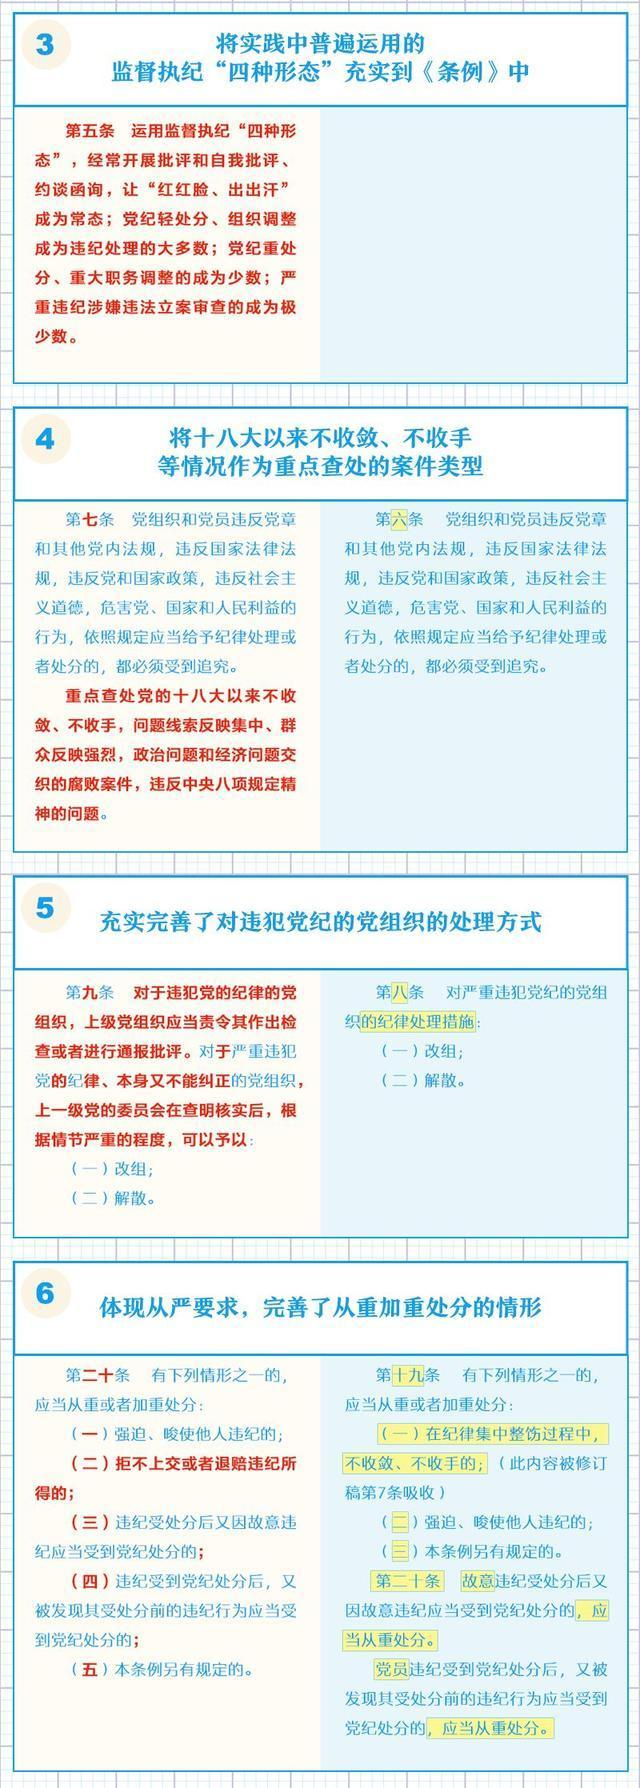 3
将实践中普遍运用的
监督执纪“四种形态”充实到《条例》中
第五条 运用监督执纪“四种形
态”，经常开展批评和自我批评、
约谈函询，让“红红脸、出出汗”
成为常态；党纪轻处分、组织调整
成为违纪处理的大多数；党纪重处
分、重大职务调整的成为少数；严
重违纪涉嫌违法立案审查的成为极
少数。
4
将十八大以来不收敛、不收手
等情况作为重点查处的案件类型
第七条 党组织和党员违反党章
和其他党内法规，违反国家法律法
规，违反党和国家政策，违反社会主
义道德，危害党、国家和人民利益的
行为，依照规定应当给予纪律处理或
者处分的，都必须受到追究。
重点查处党的十八大以来不收
敛、不收手，问题线索反映集中、群
众反映强烈，政治问题和经济问题交
织的腐败案件，违反中央八项规定精
神的问题。
第六条 党组织和党员违反党章
和其他党内法规，违反国家法律法
规，违反党和国家政策，违反社会主
义道德，危害党、国家和人民利益的
行为，依照规定应当给予纪律处理或
者处分的，都必须受到追究。
5
充实完善了对违犯党纪的党组织的处理方式
第九条 对于违犯党的纪律的党
组织，上级党组织应当责令其作出检
查或者进行通报批评。对于严重违犯
党的纪律、本身又不能纠正的党组织，
上一级党的委员会在查明核实后，根
据情节严重的程度，可以予以：
（一）改组；
（二）解散。
第八条 对严重违犯党纪的党组
织的纪律处理措施：
（一）改组；
（二）解散。
6
体现从严要求，完善了从重加重处分的情形
第二十条 有下列情形之一的，
应当从重或者加重处分：
（一）强迫、唆使他人违纪的；
（二）拒不上交或者退赔违纪所
得的；
（三）违纪受处分后又因故意违
纪应当受到党纪处分的；
（四）违纪受到党纪处分后，又
被发现其受处分前的违纪行为应当受
到党纪处分的；
（五）本条例另有规定的。
第十九条 有下列情形之一的，
应当从重或者加重处分：
（一）在纪律集中整饬过程中，
不收敛、不收手的；（此内容被修订
稿第7条吸收）
（二）强迫、唆使他人违纪的；
（三）本条例另有规定的。
第二十条 故意违纪受处分后又
因故意违纪应当受到党纪处分的，应
当从重处分。
党员违纪受到党纪处分后，又被
发现其受处分前的违纪行为应当受到
党纪处分的，应当从重处分。